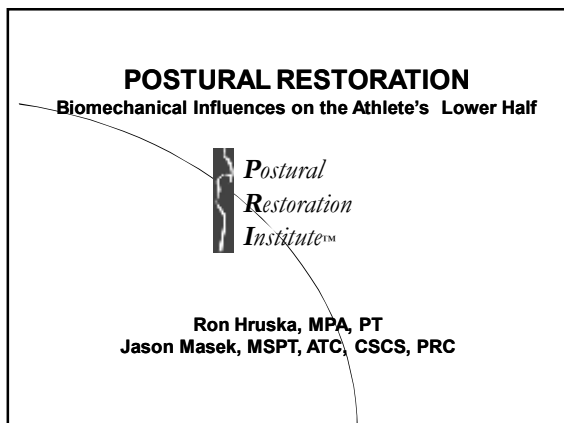 POSTURAL RESTORATION
Biomechanical Influences on the Athlete's Lower Half
Postural
Restoration
Institute™
Ron Hruska, MPA, PT
Jason Masek, MSPT, ATC, CSCS, PRC